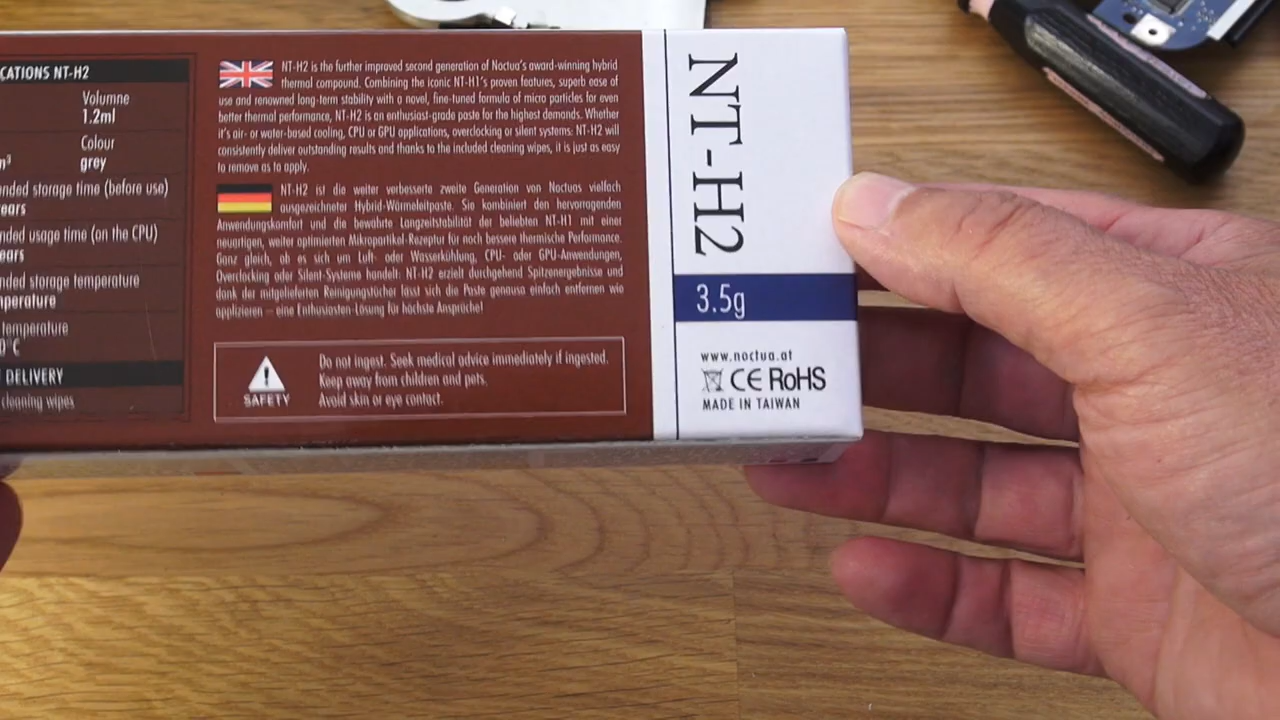 CATIONS NT-H2
Volumne
1.2ml
Colour
grey
nded storage time (before use)
ears
nded usage time (on the CPU)
ears
nded storage temperature
mperature
temperature
0°C
DELIVERY
cleaning wipes
NT-H2 is the further improved second generation of Noctua's award-winning hybrid
thermal compound. Combining the iconic NT-H1's proven features, superb ease of
use and renowned long-term stability with a novel, fine-tuned formula of micro particles for even
better thermal performance, NT-H2 is an enthusiast-grade paste for the highest demands. Whether
it's air- or water-based cooling, CPU or GPU applications, overclocking or silent systems: NT-H2 will
consistently deliver outstanding results and thanks to the included cleaning wipes, it is just as easy
to remove as to apply.
NT-H2 ist die weiter verbesserte zweite Generation von Noctuas vielfach
ausgezeichneter Hybrid-Wärmeleitpaste. Sie kombiniert den hervorragenden
Anwendungskomfort und die bewährte Langzeitstabilität der beliebten NT-H1 mit einer
neuartigen, weiter optimierten Mikropartikel-Rezeptur für noch bessere thermische Performance.
Ganz gleich, ob es sich um Luft- oder Wasserkühlung, CPU- oder GPU-Anwendungen,
Overclocking oder Silent-Systeme handelt: NT-H2 erzielt durchgehend Spitzenergebnisse und
dank der mitgelieferten Reinigungstücher lässt sich die Paste genauso einfach entfernen wie
applizieren – eine Enthusiasten-Lösung für höchste Ansprüche!
SAFETY
Do not ingest. Seek medical advice immediately if ingested.
Keep away from children and pets.
Avoid skin or eye contact.
NT-H2
3.5g
www.noctua.at
CE RoHS
MADE IN TAIWAN